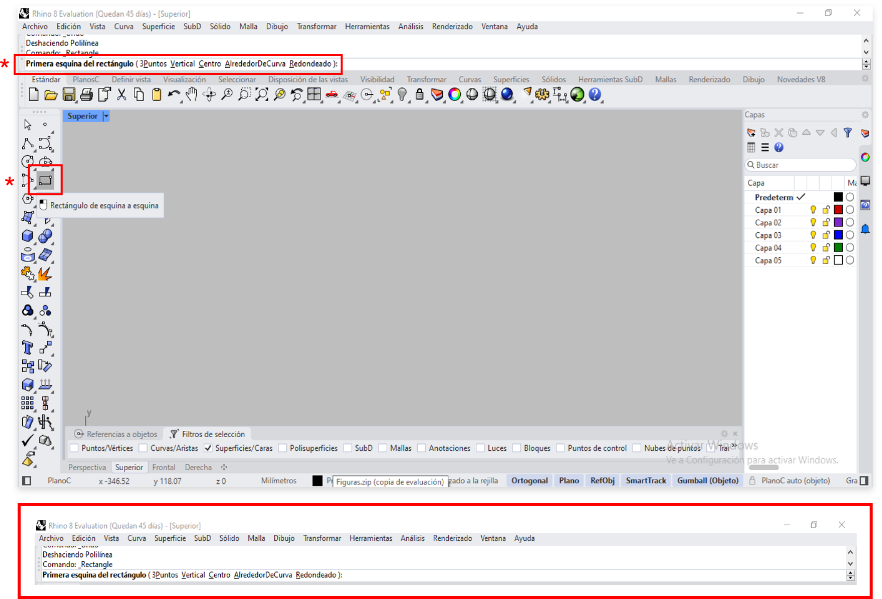 Rhino 8 Evaluation (Quedan 45 días) - [Superior]
Archivo Edición Vista Curva Superficie SubD Sólido Malla Dibujo Transformar Herramientas Análisis Renderizado Ventana Ayuda
Deshaciendo Polilínea
Comando: _Rectangle
* Primera esquina del rectángulo ( 3Puntos Vertical Centro AlrededorDeCurva Redondeado ):
Estándar PlanosC Definir vista Visualización Seleccionar Disposición de las vistas Visibilidad Transformar Curvas Superficies Sólidos Herramientas SubD Mallas Renderizado Dibujo Novedades V8
Superior
Capas
Buscar
Capa Ma
*
Predeterm
Rectángulo de esquina a esquina
Capa 01
Capa 02
Capa 03
Capa 04
Capa 05
y
Referencias a objetos Filtros de selección
Puntos/Vértices Curvas/Aristas Superficies/Caras Polisuperficies SubD Mallas Anotaciones Luces Bloques Puntos de control Nubes de puntos
Activar Windows
Ve a Configuración para activar Windows.
Perspectiva Superior Frontal Derecha
PlanoC x -346.52 y 118.07 z 0 Milímetros Figuras.zip (copia de evaluación) Ortogonal Plano RefObj SmartTrack Gumball (Objeto) PlanoC auto (objeto) Gra
Rhino 8 Evaluation (Quedan 45 días) - [Superior]
Archivo Edición Vista Curva Superficie SubD Sólido Malla Dibujo Transformar Herramientas Análisis Renderizado Ventana Ayuda
Deshaciendo Polilínea
Comando: _Rectangle
Primera esquina del rectángulo ( 3Puntos Vertical Centro AlrededorDeCurva Redondeado ):